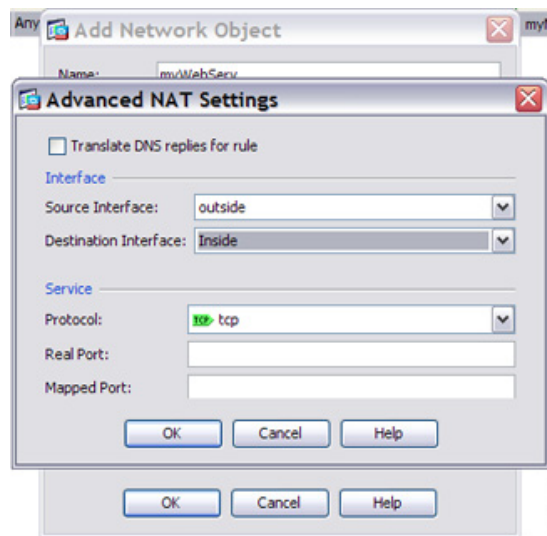 Any
Add Network Object
Name: myWebServ
Advanced NAT Settings
Translate DNS replies for rule
Interface
Source Interface: outside
Destination Interface: Inside
Service
Protocol: TCP tcp
Real Port:
Mapped Port:
OK Cancel Help
OK Cancel Help